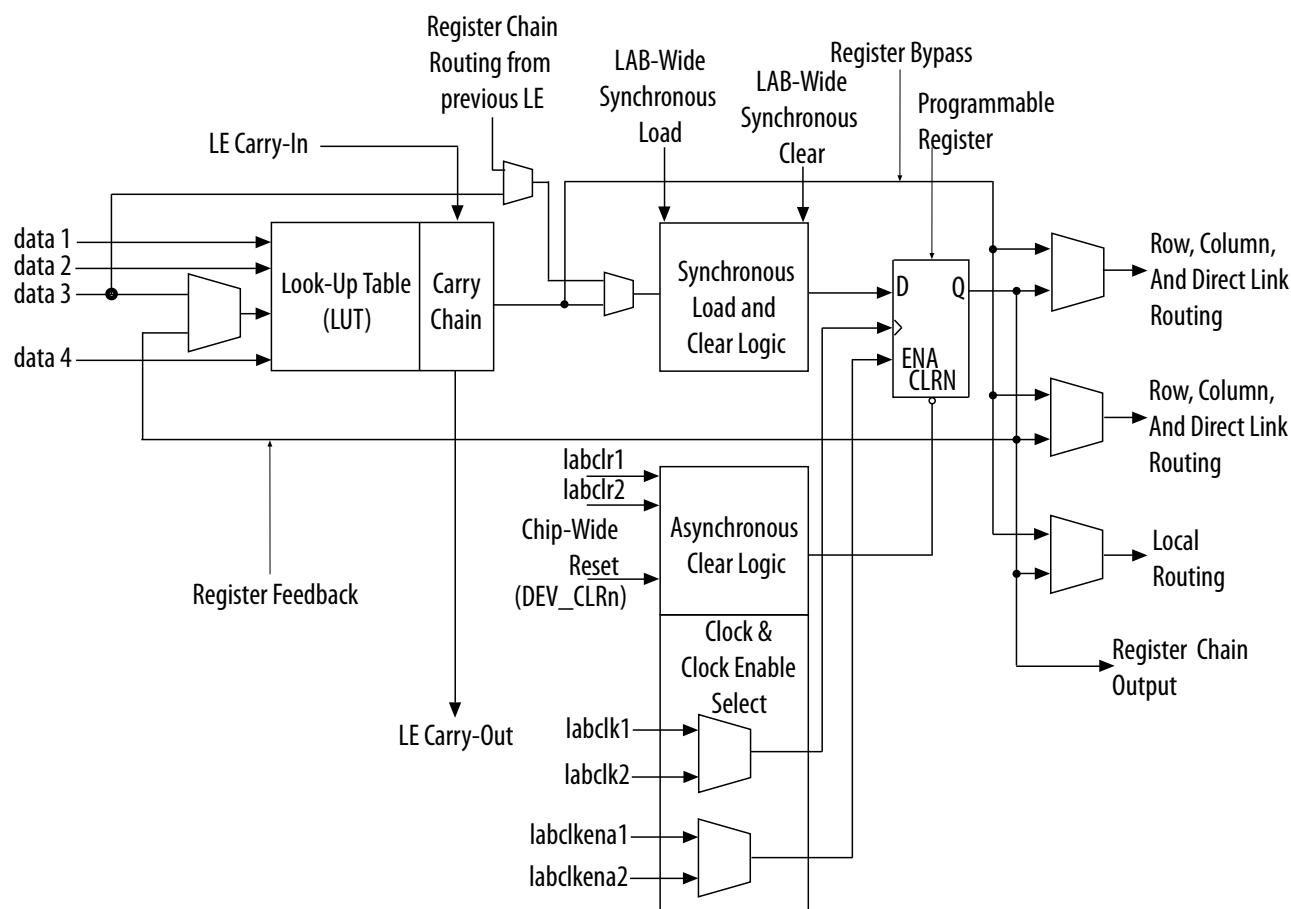 Register Chain
Routing from
previous LE
LAB-Wide
Synchronous
Load
LAB-Wide
Synchronous
Clear
Register Bypass
Programmable
Register
LE Carry-In
data 1
data 2
data 3
data 4
Look-Up Table
(LUT)
Carry
Chain
Synchronous
Load and
Clear Logic
D
Q
ENA
CLRN
Row, Column,
And Direct Link
Routing
Row, Column,
And Direct Link
Routing
Local
Routing
Register Chain
Output
Register Feedback
LE Carry-Out
labclr1
labclr2
Chip-Wide
Reset
(DEV_CLRn)
Asynchronous
Clear Logic
Clock &
Clock Enable
Select
labclk1
labclk2
labclkena1
labclkena2